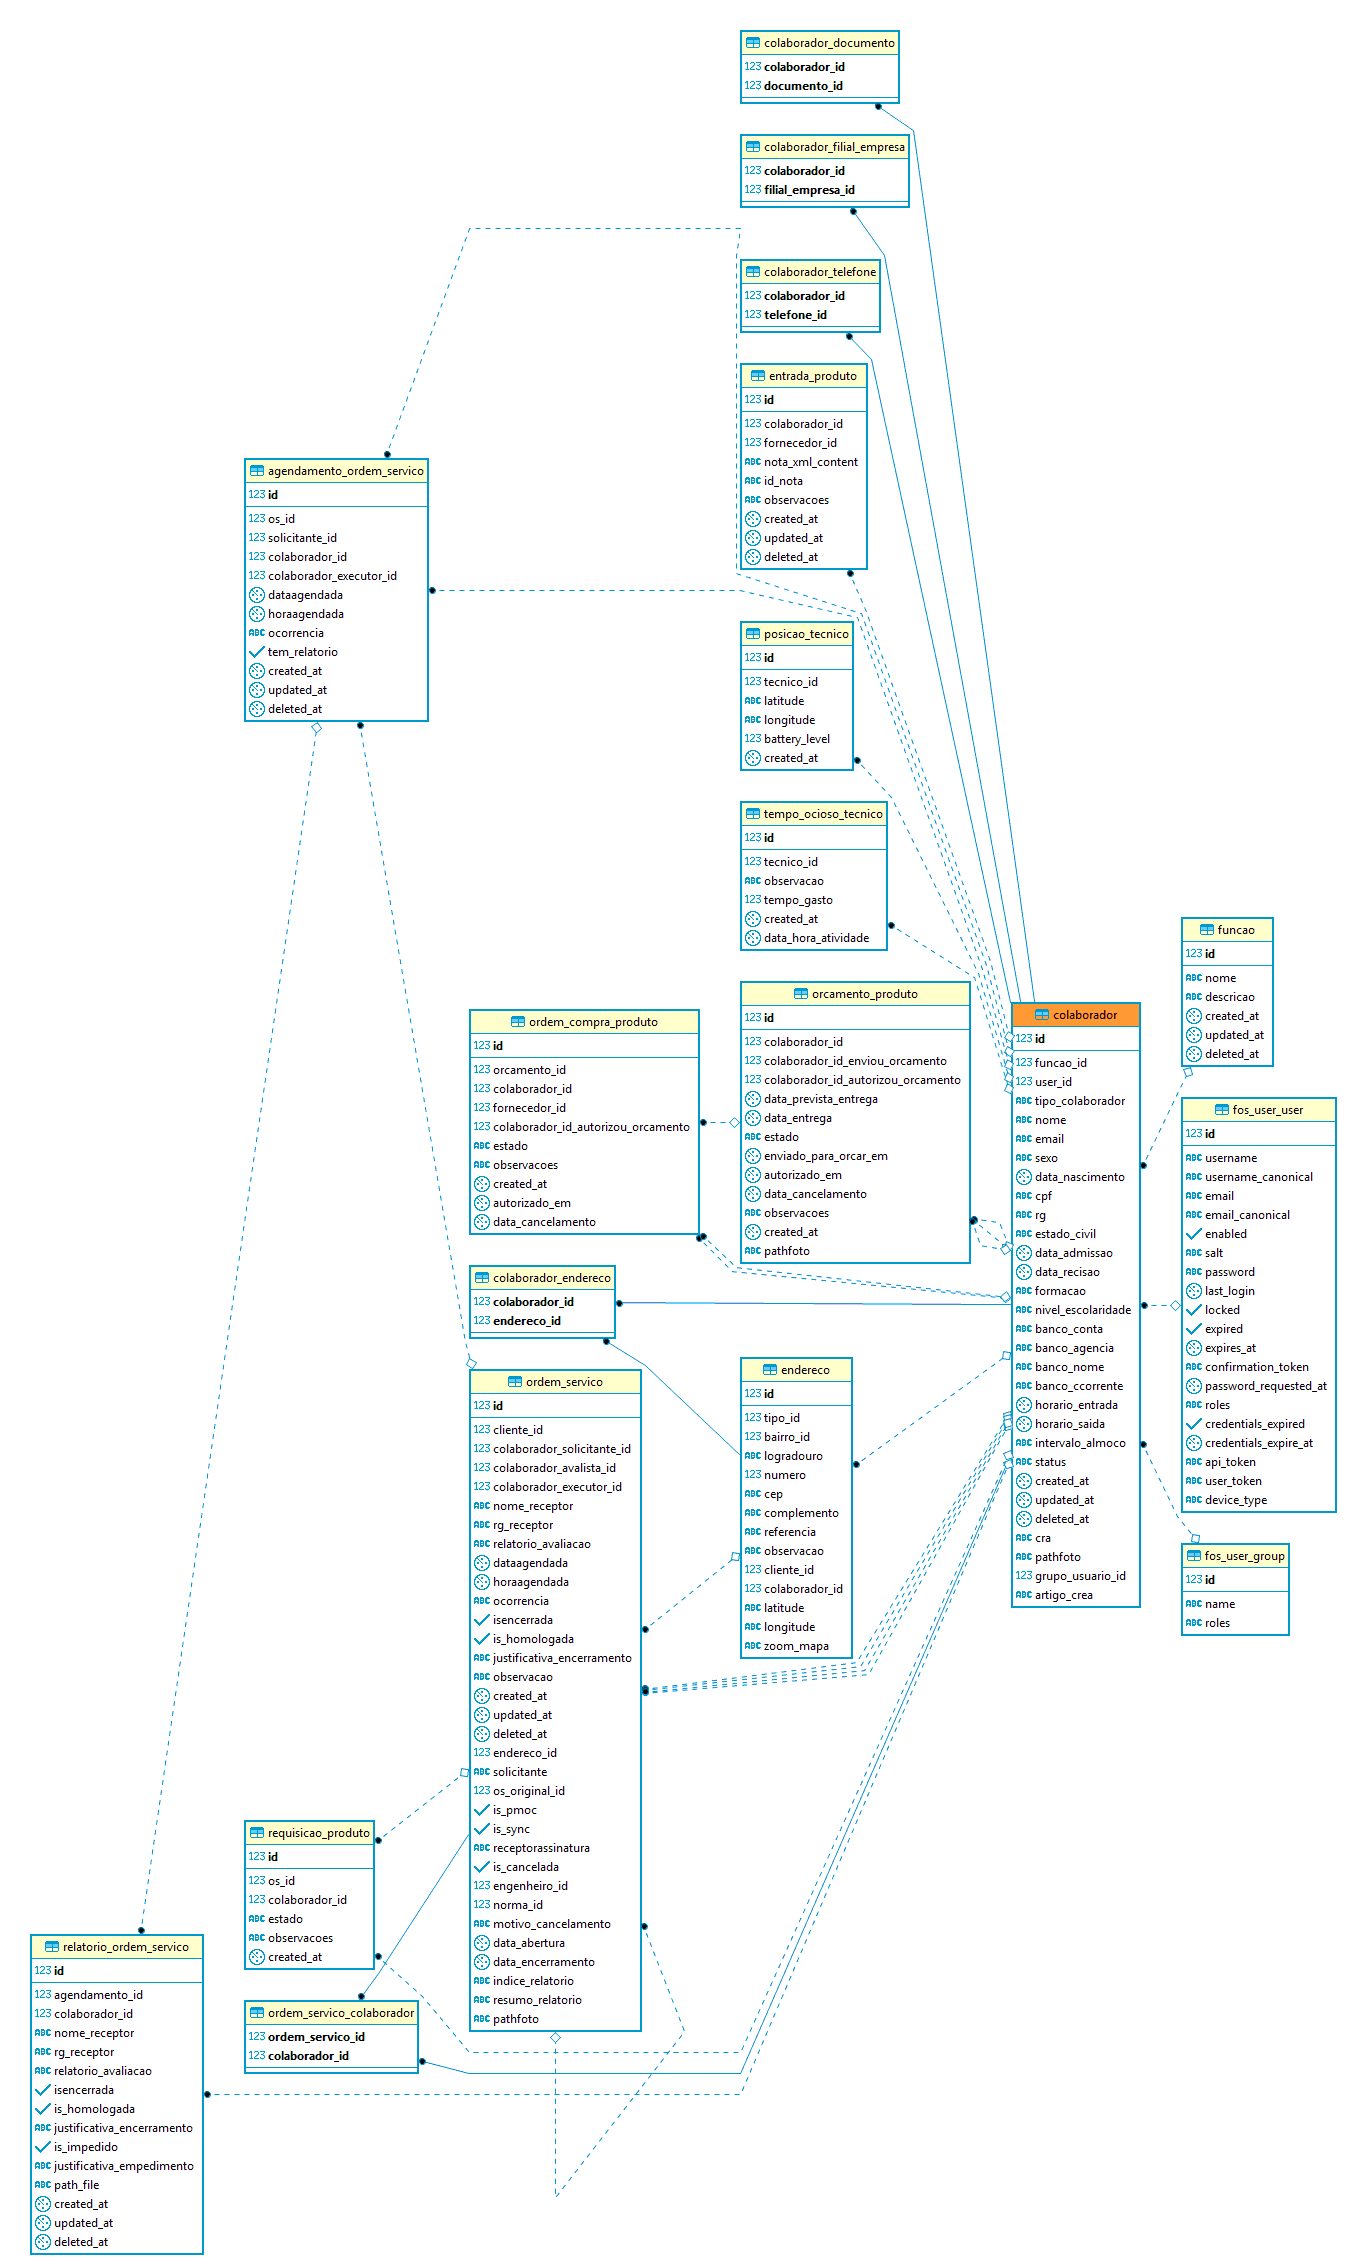 colaborador_documento
123 colaborador_id
123 documento_id
colaborador_filial_empresa
123 colaborador_id
123 filial_empresa_id
colaborador_telefone
123 colaborador_id
123 telefone_id
entrada_produto
123 id
123 colaborador_id
123 fornecedor_id
ABC nota_xml_content
ABC id_nota
ABC observacoes
created_at
updated_at
deleted_at
agendamento_ordem_servico
123 id
123 os_id
123 solicitante_id
123 colaborador_id
123 colaborador_executor_id
dataagendada
horaagendada
ABC ocorrencia
tem_relatorio
created_at
updated_at
deleted_at
posicao_tecnico
123 id
123 tecnico_id
ABC latitude
ABC longitude
123 battery_level
created_at
tempo_ocioso_tecnico
123 id
123 tecnico_id
ABC observacao
123 tempo_gasto
created_at
data_hora_atividade
orcamento_produto
123 id
123 colaborador_id
123 colaborador_id_enviou_orcamento
123 colaborador_id_autorizou_orcamento
data_prevista_entrega
data_entrega
ABC estado
enviado_para_orcar_em
autorizado_em
data_cancelamento
ABC observacoes
created_at
ABC pathfoto
ordem_compra_produto
123 id
123 orcamento_id
123 colaborador_id
123 fornecedor_id
123 colaborador_id_autorizou_orcamento
ABC estado
ABC observacoes
created_at
autorizado_em
data_cancelamento
colaborador_endereco
123 colaborador_id
123 endereco_id
ordem_servico
123 id
123 cliente_id
123 colaborador_solicitante_id
123 colaborador_avalista_id
123 colaborador_executor_id
ABC nome_receptor
ABC rg_receptor
ABC relatorio_avaliacao
dataagendada
horaagendada
ABC ocorrencia
isencerrada
is_homologada
ABC justificativa_encerramento
ABC observacao
created_at
updated_at
deleted_at
123 endereco_id
ABC solicitante
123 os_original_id
is_pmoc
is_sync
ABC receptorassinatura
is_cancelada
123 engenheiro_id
123 norma_id
ABC motivo_cancelamento
data_abertura
data_encerramento
ABC indice_relatorio
ABC resumo_relatorio
ABC pathfoto
endereco
123 id
123 tipo_id
123 bairro_id
ABC logradouro
123 numero
ABC cep
ABC complemento
ABC referencia
ABC observacao
123 cliente_id
123 colaborador_id
ABC latitude
ABC longitude
ABC zoom_mapa
colaborador
123 id
123 funcao_id
123 user_id
ABC tipo_colaborador
ABC nome
ABC email
ABC sexo
data_nascimento
ABC cpf
ABC rg
ABC estado_civil
data_admissao
data_recisao
ABC formacao
ABC nivel_escolaridade
ABC banco_conta
ABC banco_agencia
ABC banco_nome
ABC banco_ccorrente
horario_entrada
horario_saida
ABC intervalo_almoco
ABC status
created_at
updated_at
deleted_at
ABC cra
ABC pathfoto
123 grupo_usuario_id
ABC artigo_crea
funcao
123 id
ABC nome
ABC descricao
created_at
updated_at
deleted_at
fos_user_user
123 id
ABC username
ABC username_canonical
ABC email
ABC email_canonical
enabled
ABC salt
ABC password
last_login
locked
expired
expires_at
ABC confirmation_token
password_requested_at
ABC roles
credentials_expired
credentials_expire_at
ABC api_token
ABC user_token
ABC device_type
fos_user_group
123 id
ABC name
ABC roles
requisicao_produto
123 id
123 os_id
123 colaborador_id
ABC estado
ABC observacoes
created_at
ordem_servico_colaborador
123 ordem_servico_id
123 colaborador_id
relatorio_ordem_servico
123 id
123 agendamento_id
123 colaborador_id
ABC nome_receptor
ABC rg_receptor
ABC relatorio_avaliacao
isencerrada
is_homologada
ABC justificativa_encerramento
is_impedido
ABC justificativa_empedimento
ABC path_file
created_at
updated_at
deleted_at